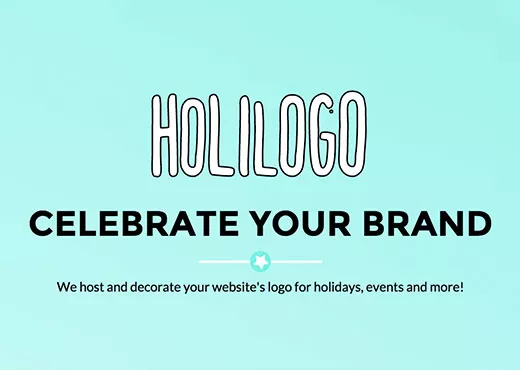 HOLILOGO
CELEBRATE YOUR BRAND
We host and decorate your website's logo for holidays, events and more!